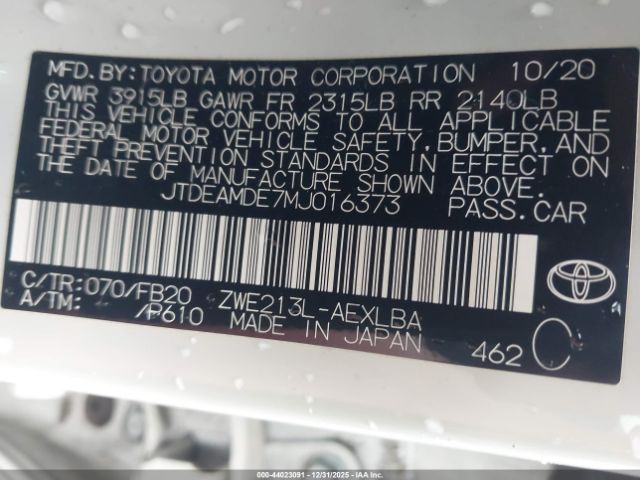 MFD. BY: TOYOTA MOTOR CORPORATION 10/20
GVWR 3915LB GAWR FR 2315LB RR 2140LB
THIS VEHICLE CONFORMS TO ALL APPLICABLE
FEDERAL MOTOR VEHICLE SAFETY, BUMPER, AND
THEFT PREVENTION STANDARDS IN EFFECT ON
THE DATE OF MANUFACTURE SHOWN ABOVE.
JTDEAMDE7MJ016373 PASS. CAR
C/TR: 070/FB20 ZWE213L-AEXLBA
A/TM: /P610 MADE IN JAPAN
462 C
TOYOTA
000-44023091 - 12/31/2025 - IAA Inc.